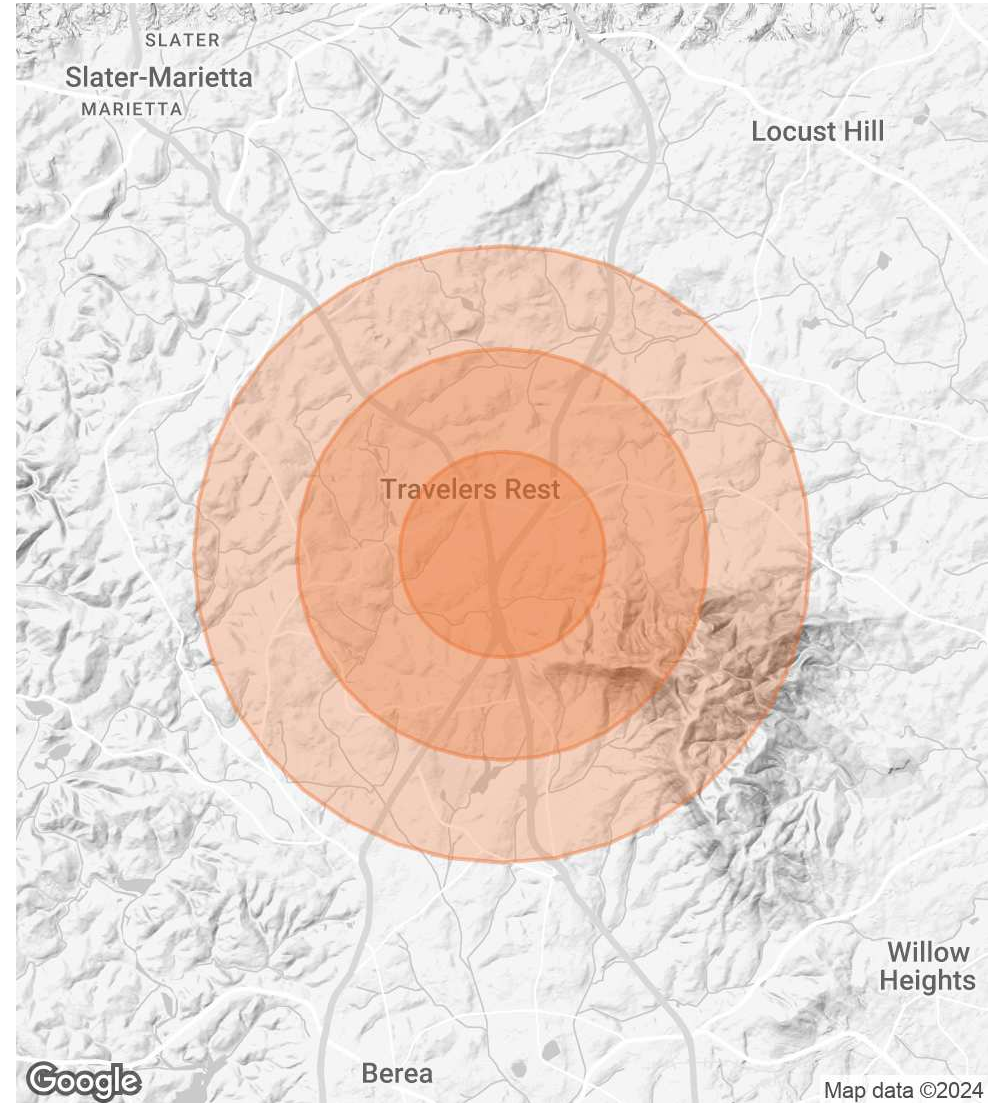 SLATER
Slater-Marietta
MARIETTA
Locust Hill
Travelers Rest
Willow
Heights
Berea
Google
Map data ©2024